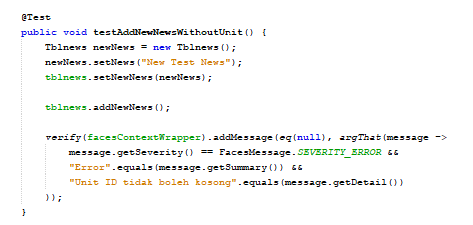 @Test
public void testAddNewNewsWithoutUnit() {
    Tblnews newNews = new Tblnews();
    newNews.setNews("New Test News");
    tblnews.setNewNews(newNews);

    tblnews.addNewNews();

    verify(facesContextWrapper).addMessage(eq(null), argThat(message ->
        message.getSeverity() == FacesMessage.SEVERITY_ERROR &&
        "Error".equals(message.getSummary()) &&
        "Unit ID tidak boleh kosong".equals(message.getDetail())
    ));
}